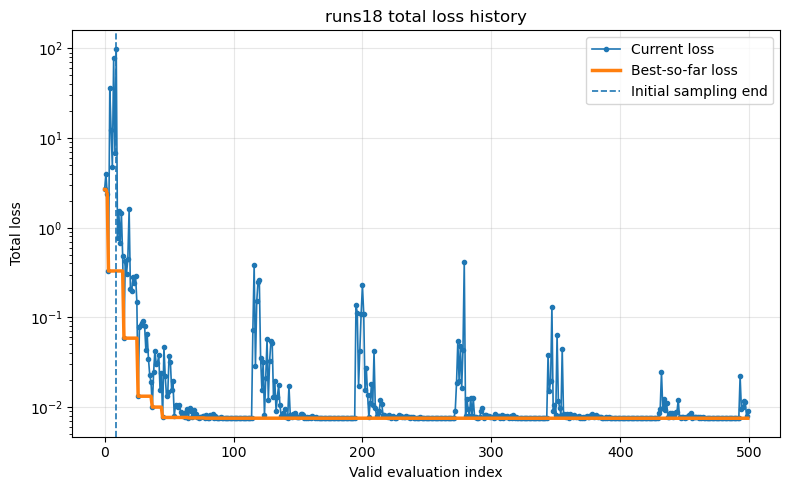 runs18 total loss history
Current loss
Best-so-far loss
Initial sampling end
Total loss
10²
10¹
10⁰
10⁻¹
10⁻²
0 100 200 300 400 500
Valid evaluation index